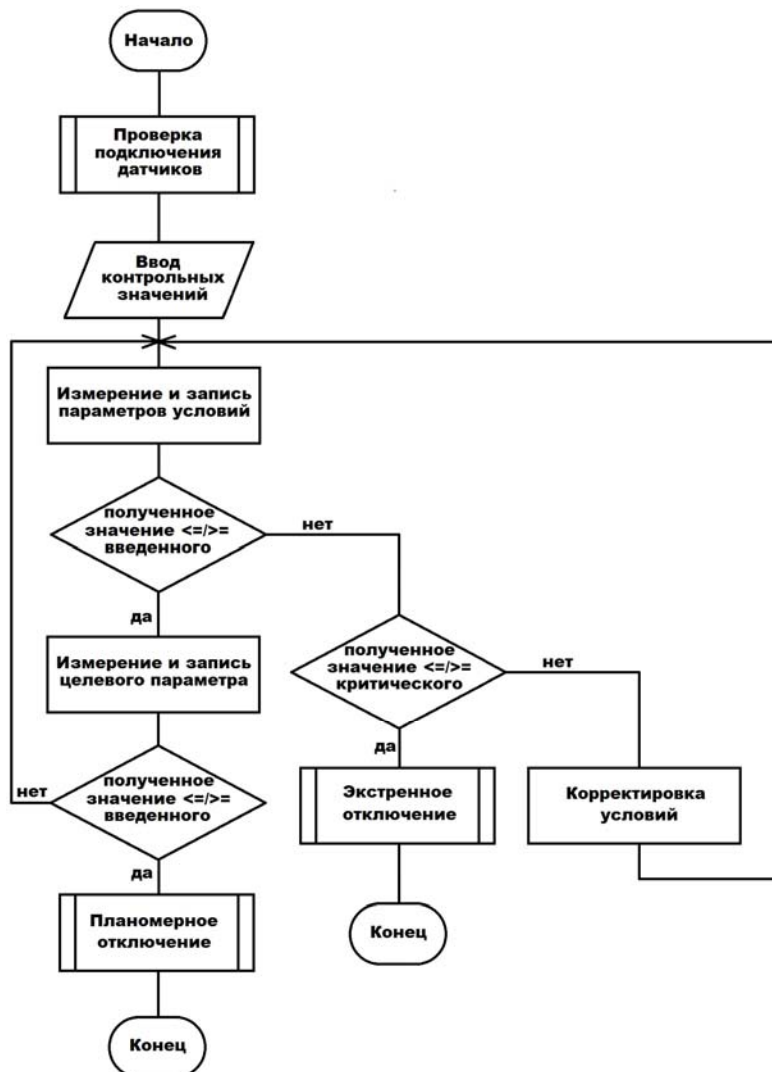 Начало
Проверка
подключения
датчиков
Ввод
контрольных
значений
Измерение и запись
параметров условий
полученное
значение <=/>=
введенного
нет
да
Измерение и запись
целевого параметра
полученное
значение <=/>=
критического
нет
да
полученное
значение <=/>=
введенного
нет
да
Экстренное
отключение
Корректировка
условий
Планомерное
отключение
Конец
Конец